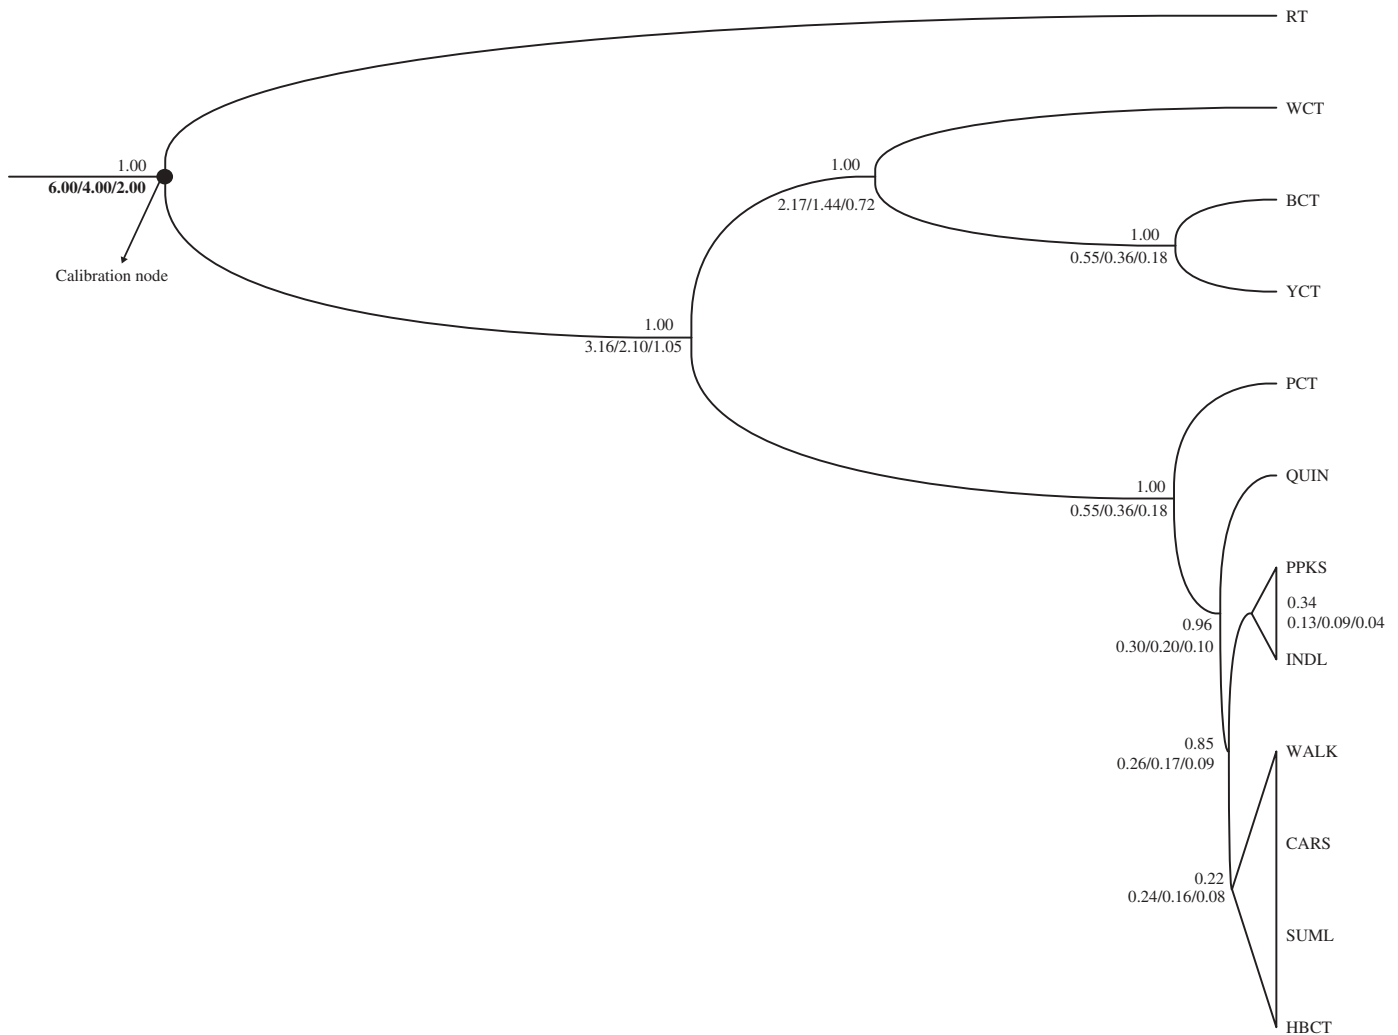 RT
WCT
1.00
1.00
6.00/4.00/2.00
BCT
2.17/1.44/0.72
1.00
0.55/0.36/0.18
Calibration node
YCT
1.00
3.16/2.10/1.05
PCT
QUIN
1.00
0.55/0.36/0.18
PPKS
0.34
0.13/0.09/0.04
0.96
0.30/0.20/0.10
INDL
0.85
0.26/0.17/0.09
WALK
CARS
0.22
0.24/0.16/0.08
SUML
HBCT